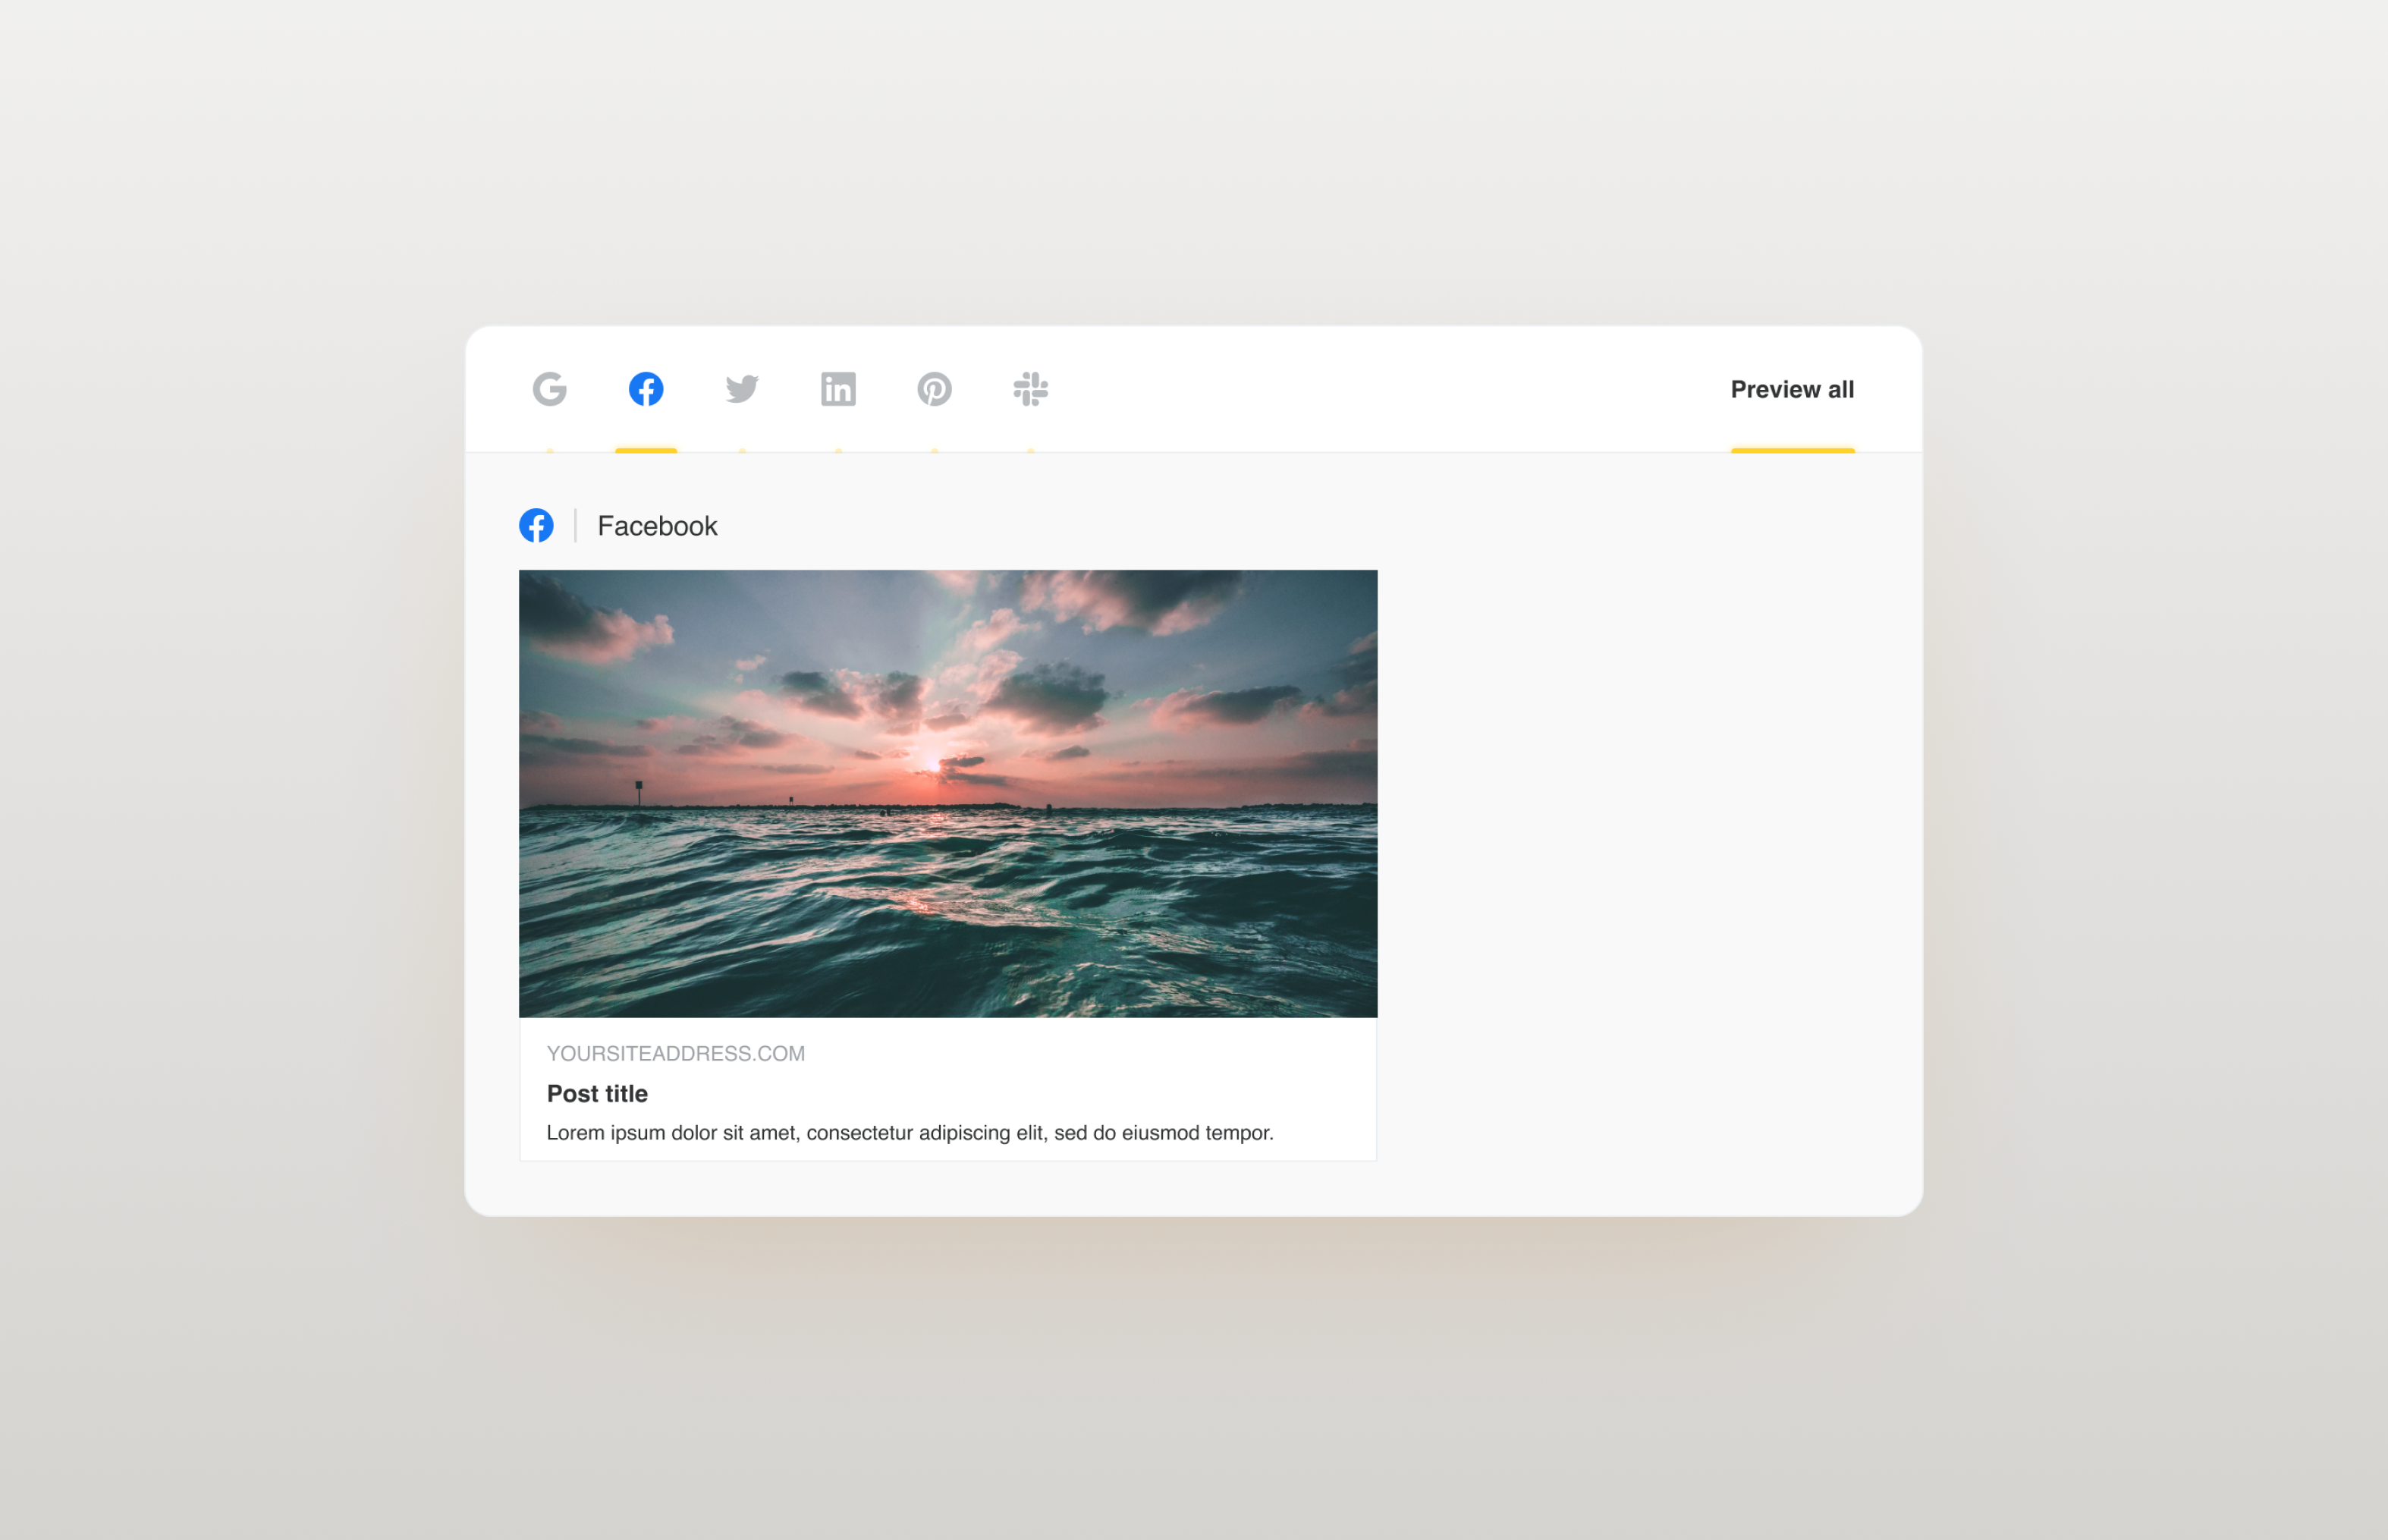 Preview all
Facebook
YOURSITEADDRESS.COM
Post title
Lorem ipsum dolor sit amet, consectetur adipiscing elit, sed do eiusmod tempor.